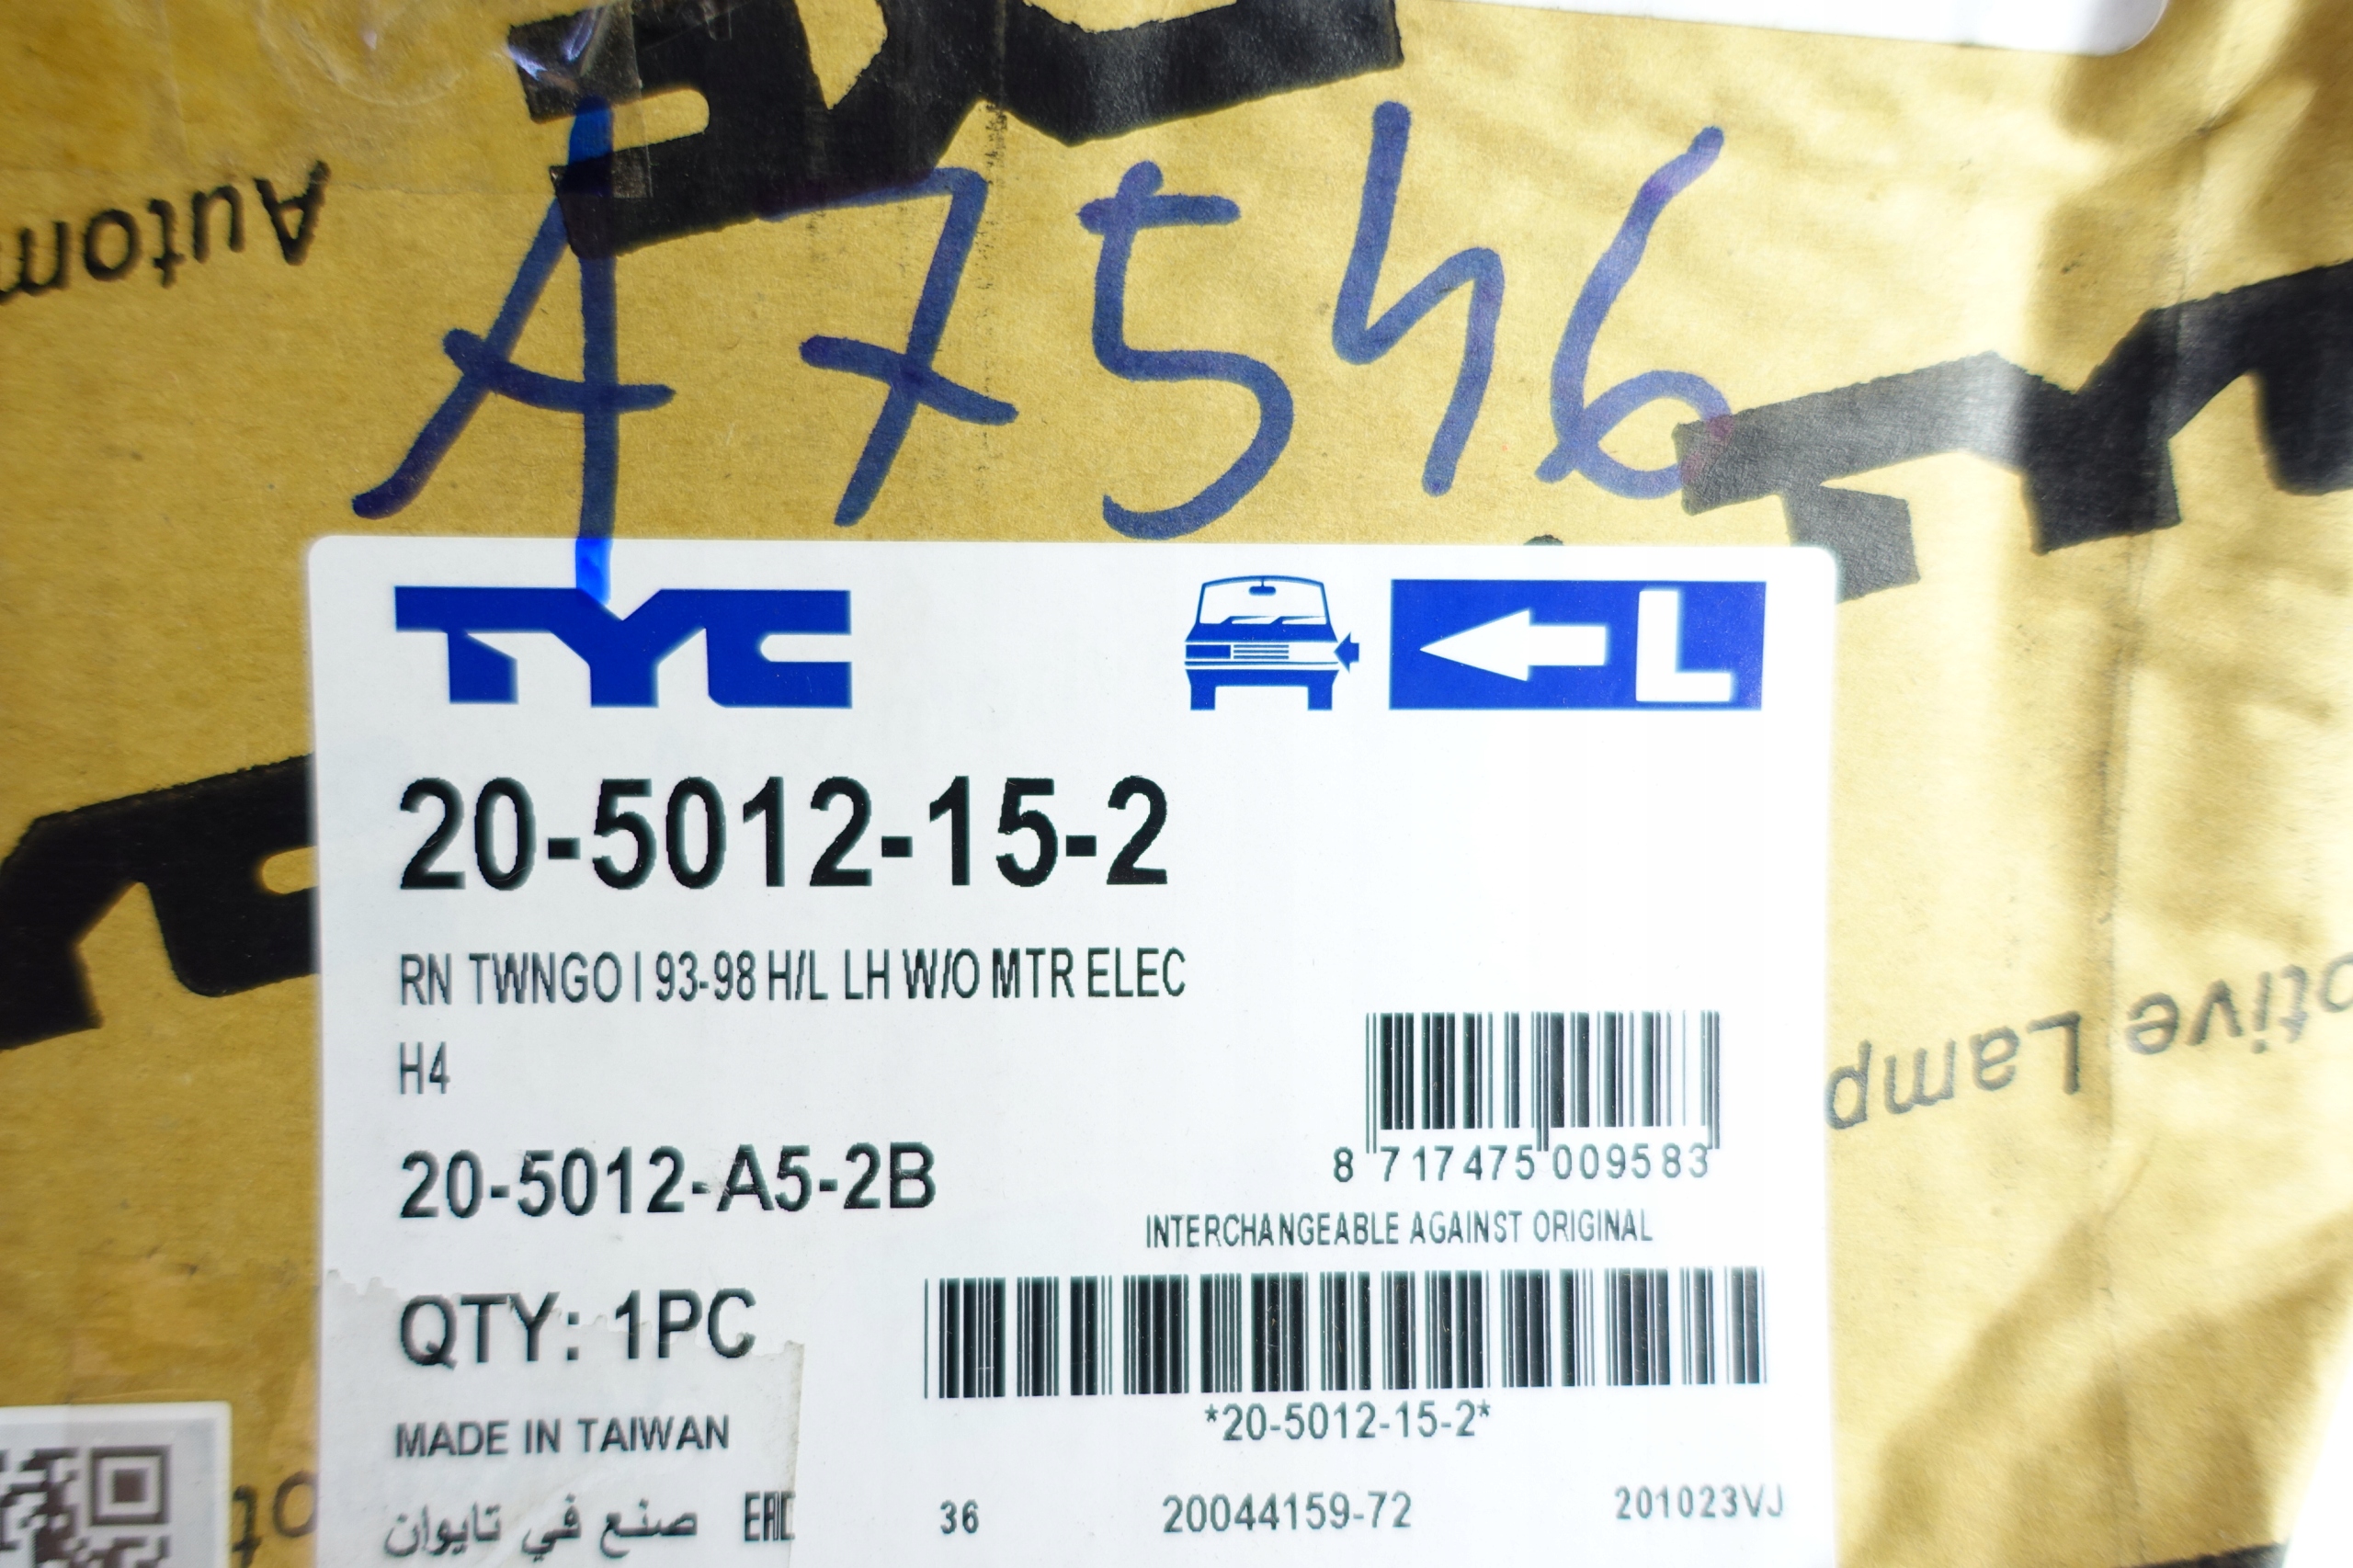 Autom
A7546
TYC
L
20-5012-15-2
RN TWNGO I 93-98 H/L LH W/O MTR ELEC
H4
8 717475 009583
otive Lamp
20-5012-A5-2B
INTERCHANGEABLE AGAINST ORIGINAL
QTY: 1PC
*20-5012-15-2*
MADE IN TAIWAN
صنع في تايوان
EAC
36
20044159-72
201023VJ